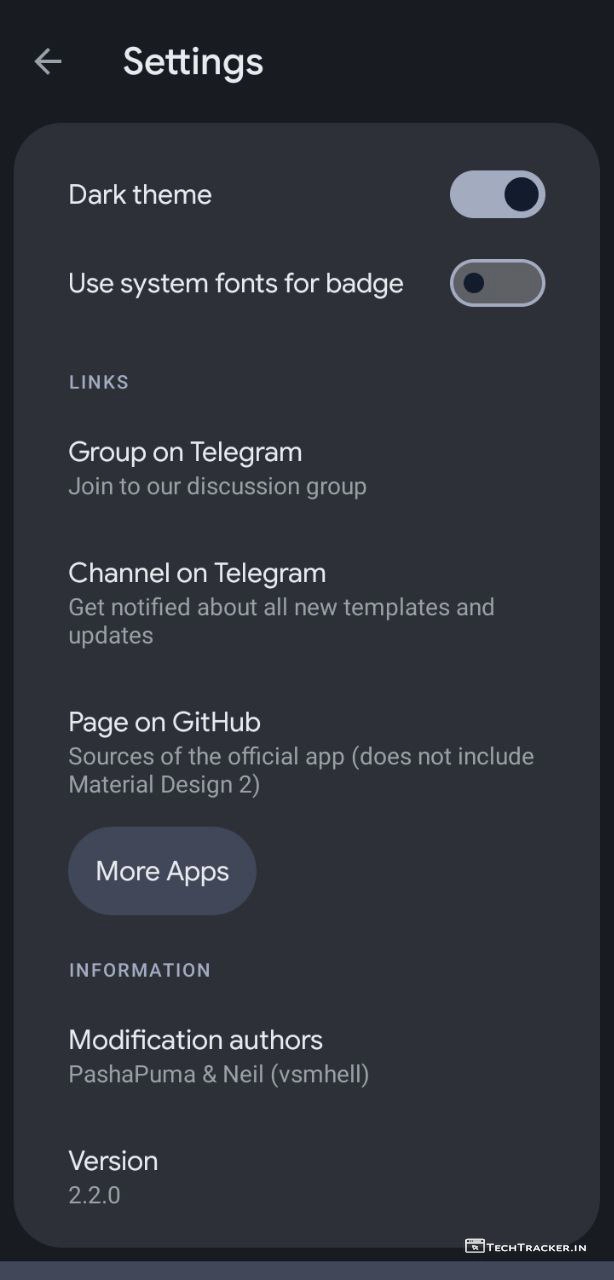 Settings
Dark theme
Use system fonts for badge
LINKS
Group on Telegram
Join to our discussion group
Channel on Telegram
Get notified about all new templates and
updates
Page on GitHub
Sources of the official app (does not include
Material Design 2)
More Apps
INFORMATION
Modification authors
PashaPuma & Neil (vsmhell)
Version
2.2.0
TECHTRACKER.IN